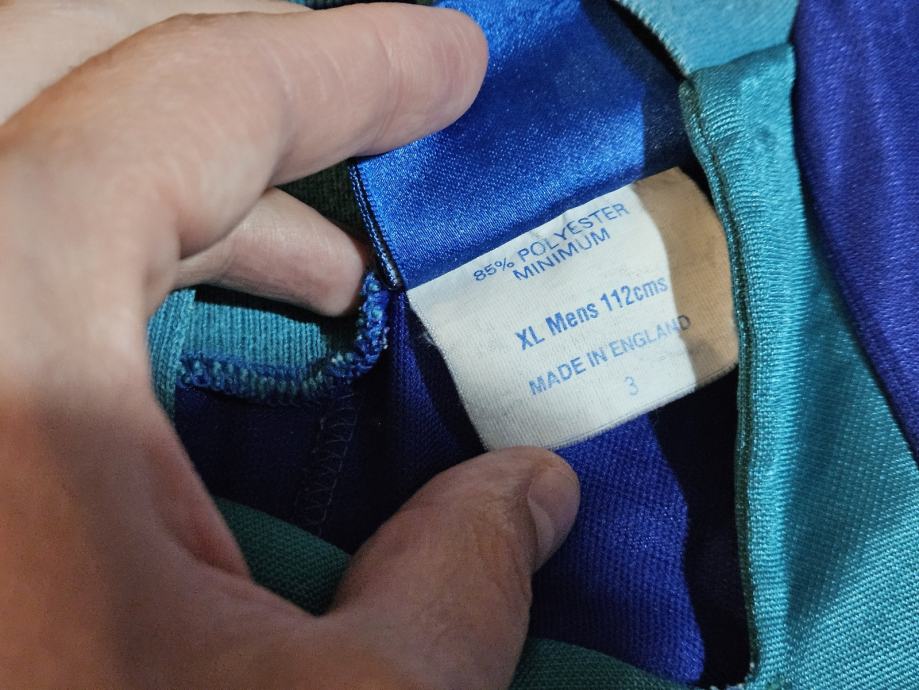 85% POLYESTER
MINIMUM
XL Mens 112cms
MADE IN ENGLAND
3